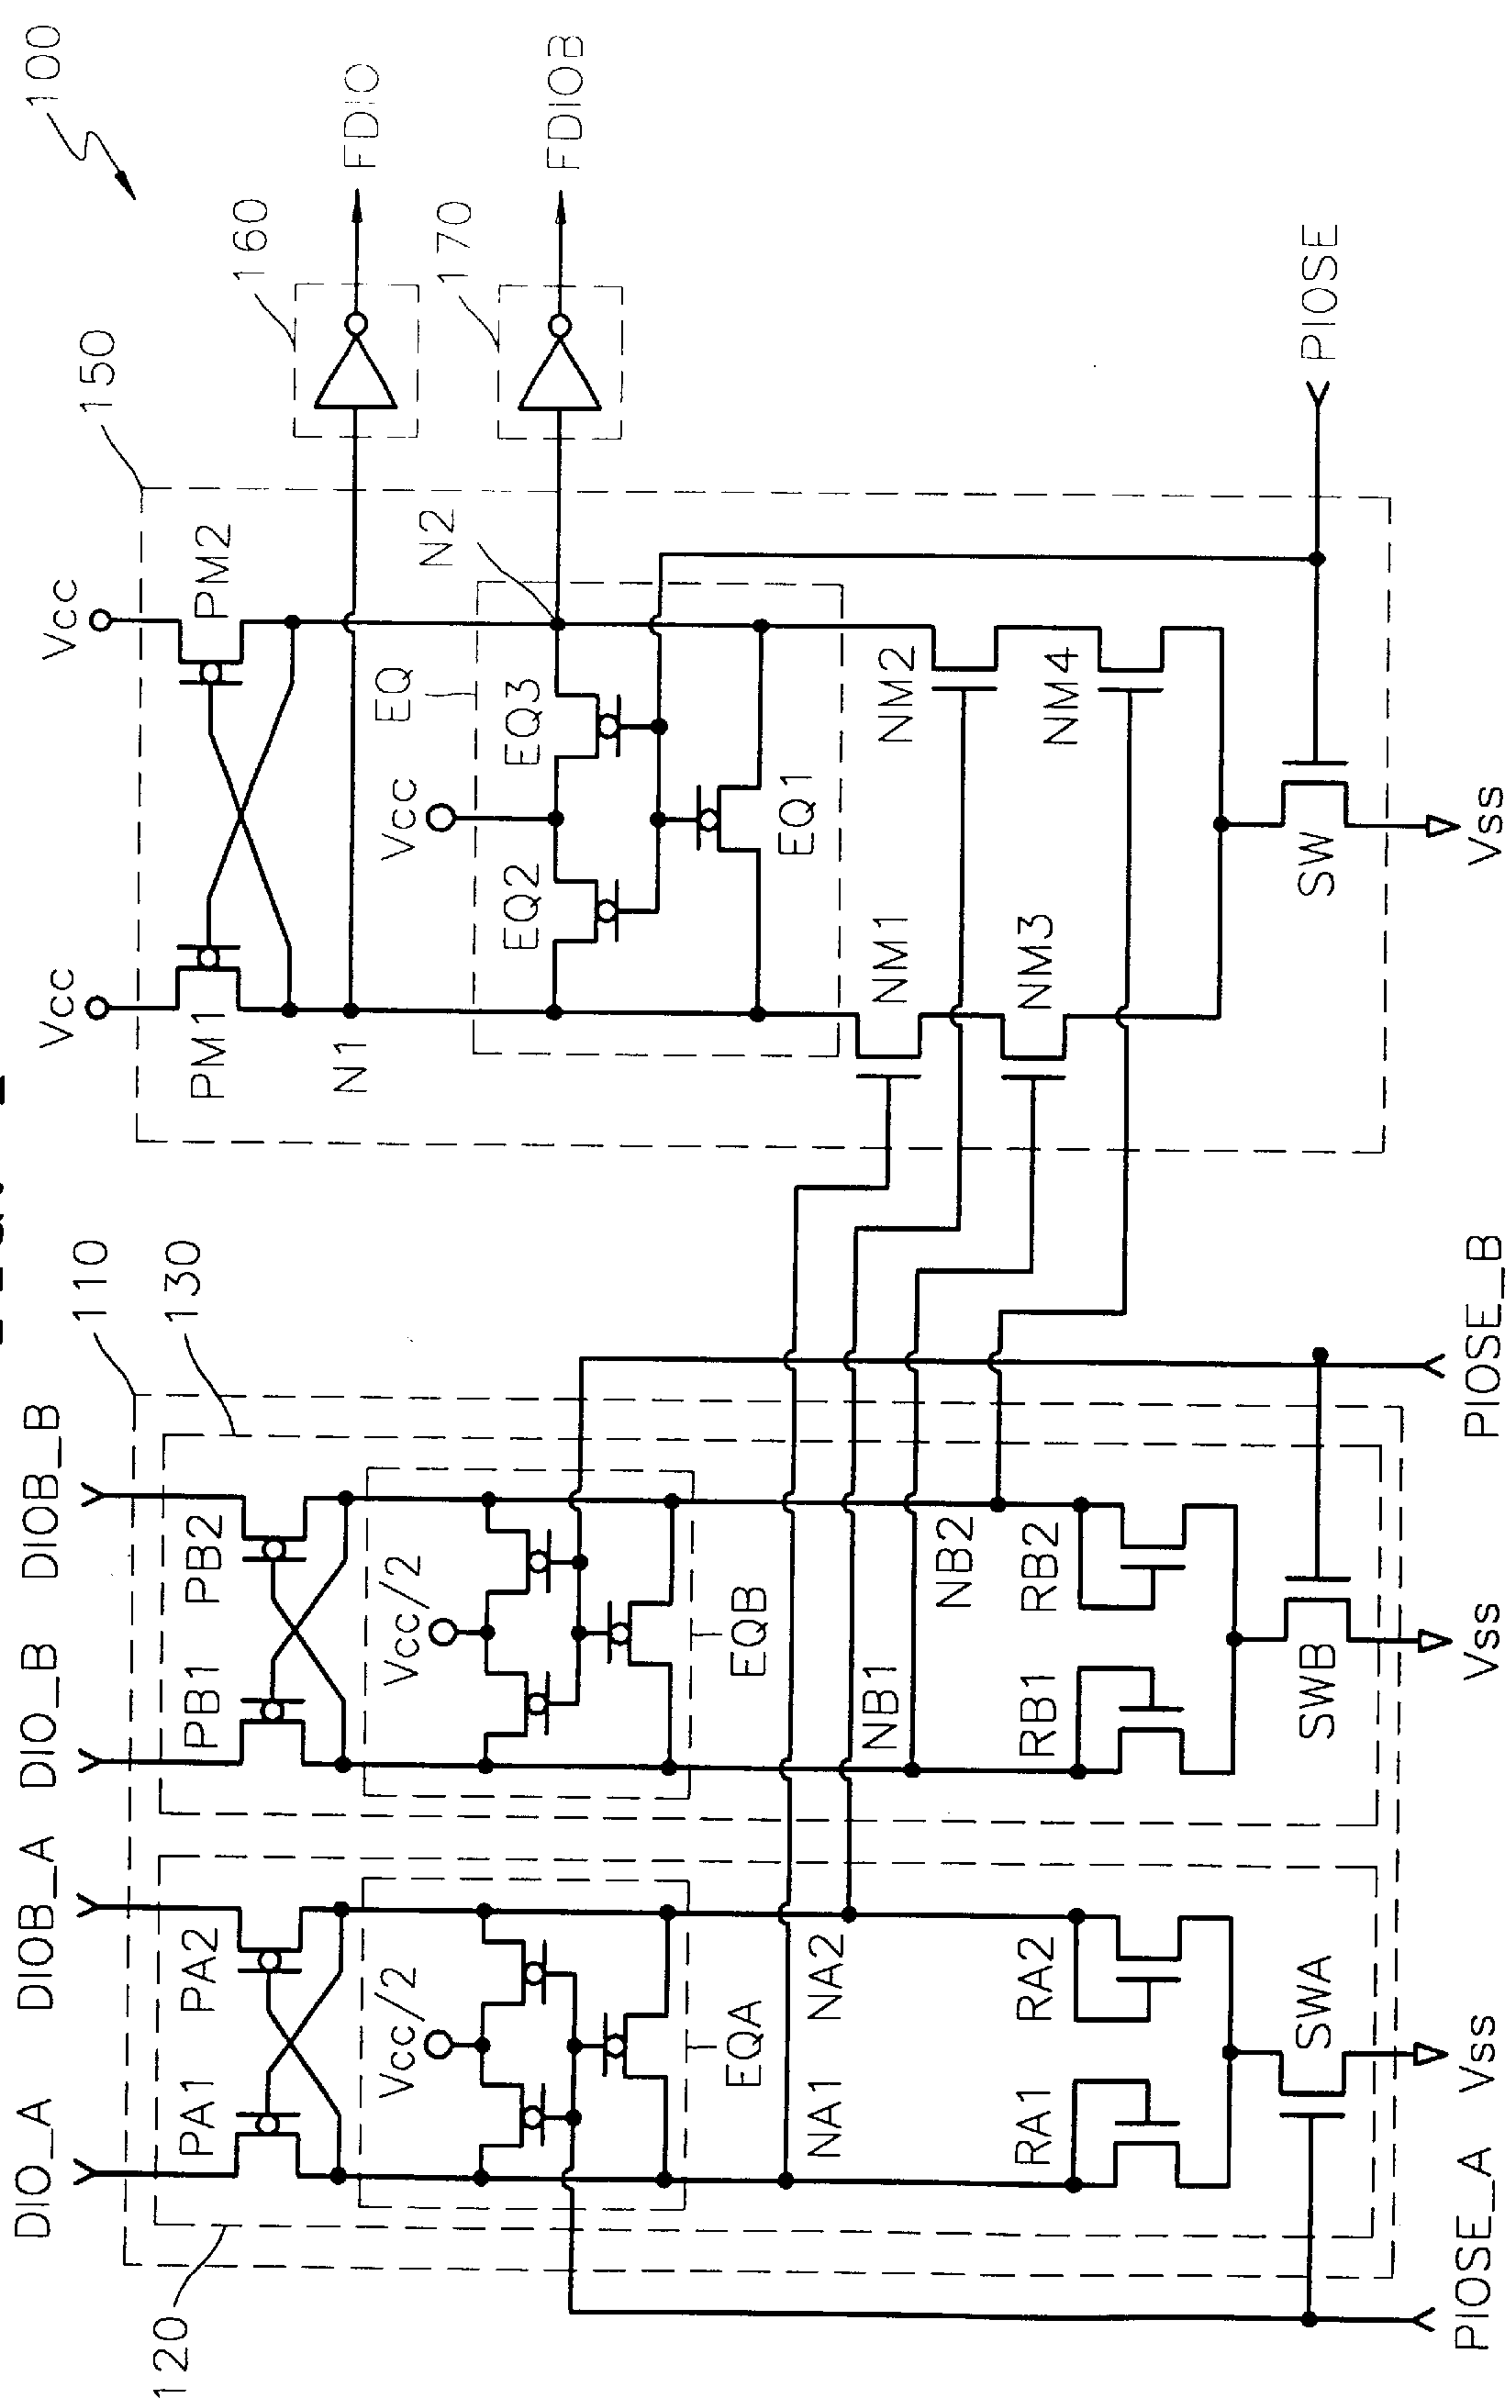 100
DIO_A
DIOB_A
DIO_B
DIOB_B
110
130
120
150
160
170
Vcc
Vcc
PA1
PA2
PB1
PB2
PM1
PM2
FDIO
FDIOB
N1
N2
EQ
Vcc/2
Vcc/2
Vcc
EQ2
EQ3
EQ1
EQA
EQB
NA1
NA2
NB1
NB2
NM1
NM2
NM3
NM4
RA1
RA2
RB1
RB2
SWA
SWB
SW
PIOSE
PIOSE_A
Vss
Vss
PIOSE_B
Vss